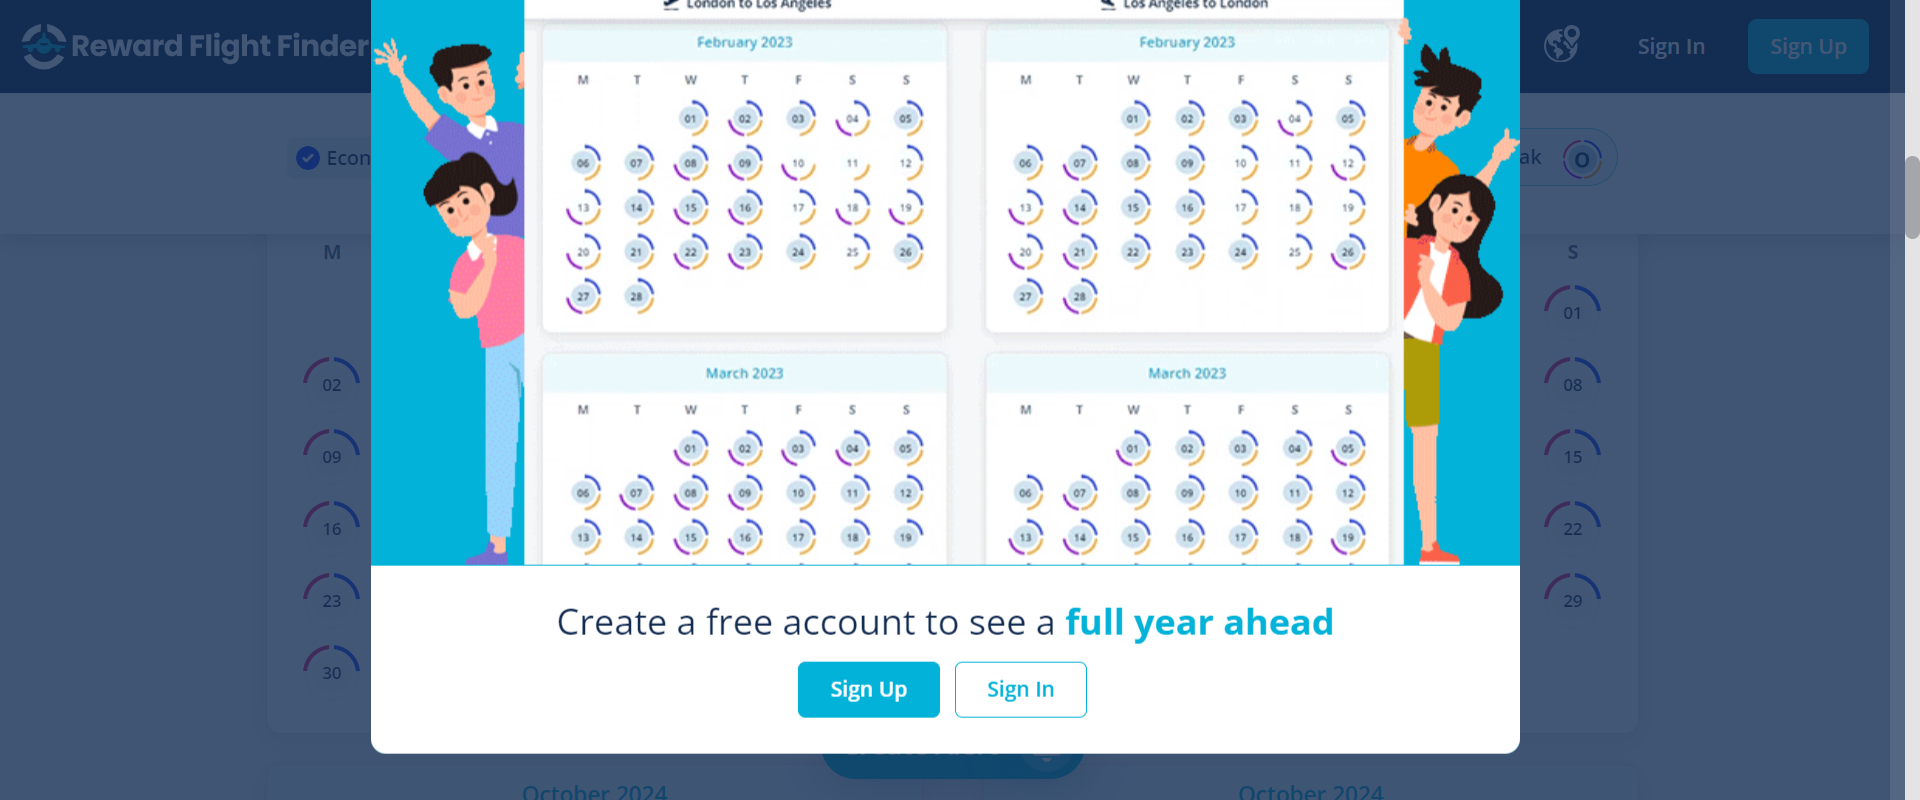 Reward Flight Finder
Sign In
Sign Up
London to Los Angeles
Los Angeles to London
February 2023
M T W T F S S
01 02 03 04 05
06 07 08 09 10 11 12
13 14 15 16 17 18 19
20 21 22 23 24 25 26
27 28
February 2023
M T W T F S S
01 02 03 04 05
06 07 08 09 10 11 12
13 14 15 16 17 18 19
20 21 22 23 24 25 26
27 28
March 2023
M T W T F S S
01 02 03 04 05
06 07 08 09 10 11 12
13 14 15 16 17 18 19
March 2023
M T W T F S S
01 02 03 04 05
06 07 08 09 10 11 12
13 14 15 16 17 18 19
Econ
ak O
M
02
09
16
23
30
S
01
08
15
22
29
Create a free account to see a full year ahead
Sign Up
Sign In
October 2024
October 2024